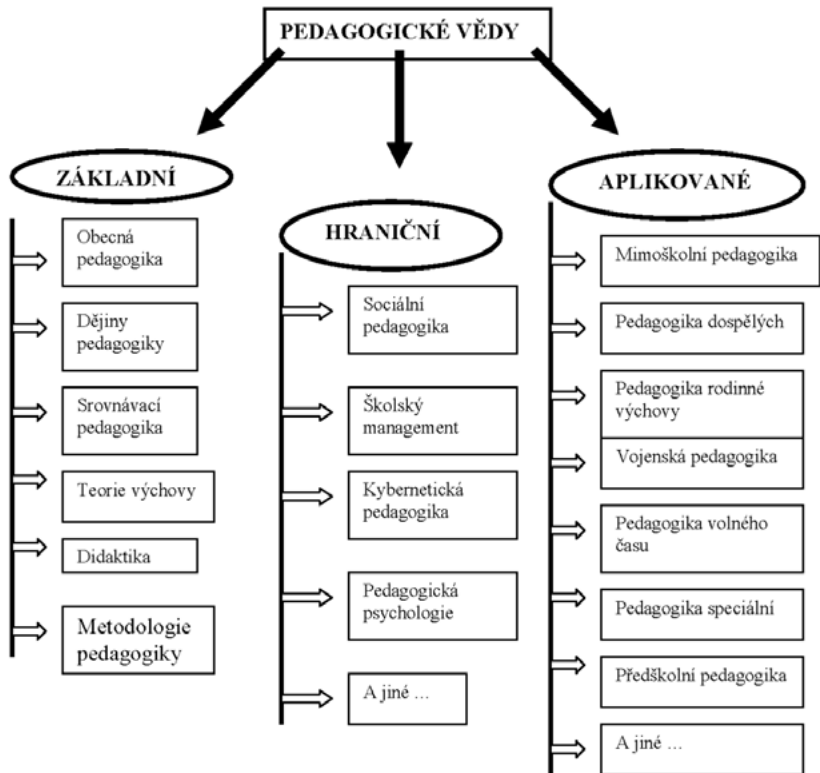 PEDAGOGICKÉ VĚDY
ZÁKLADNÍ
Obecná
pedagogika
Dějiny
pedagogiky
Srovnávací
pedagogika
Teorie výchovy
Didaktika
Metodologie
pedagogiky
HRANIČNÍ
Sociální
pedagogika
Školský
management
Kybernetická
pedagogika
Pedagogická
psychologie
A jiné ...
APLIKOVANÉ
Mimoškolní pedagogika
Pedagogika dospělých
Pedagogika rodinné
výchovy
Vojenská pedagogika
Pedagogika volného
času
Pedagogika speciální
Předškolní pedagogika
A jiné ...